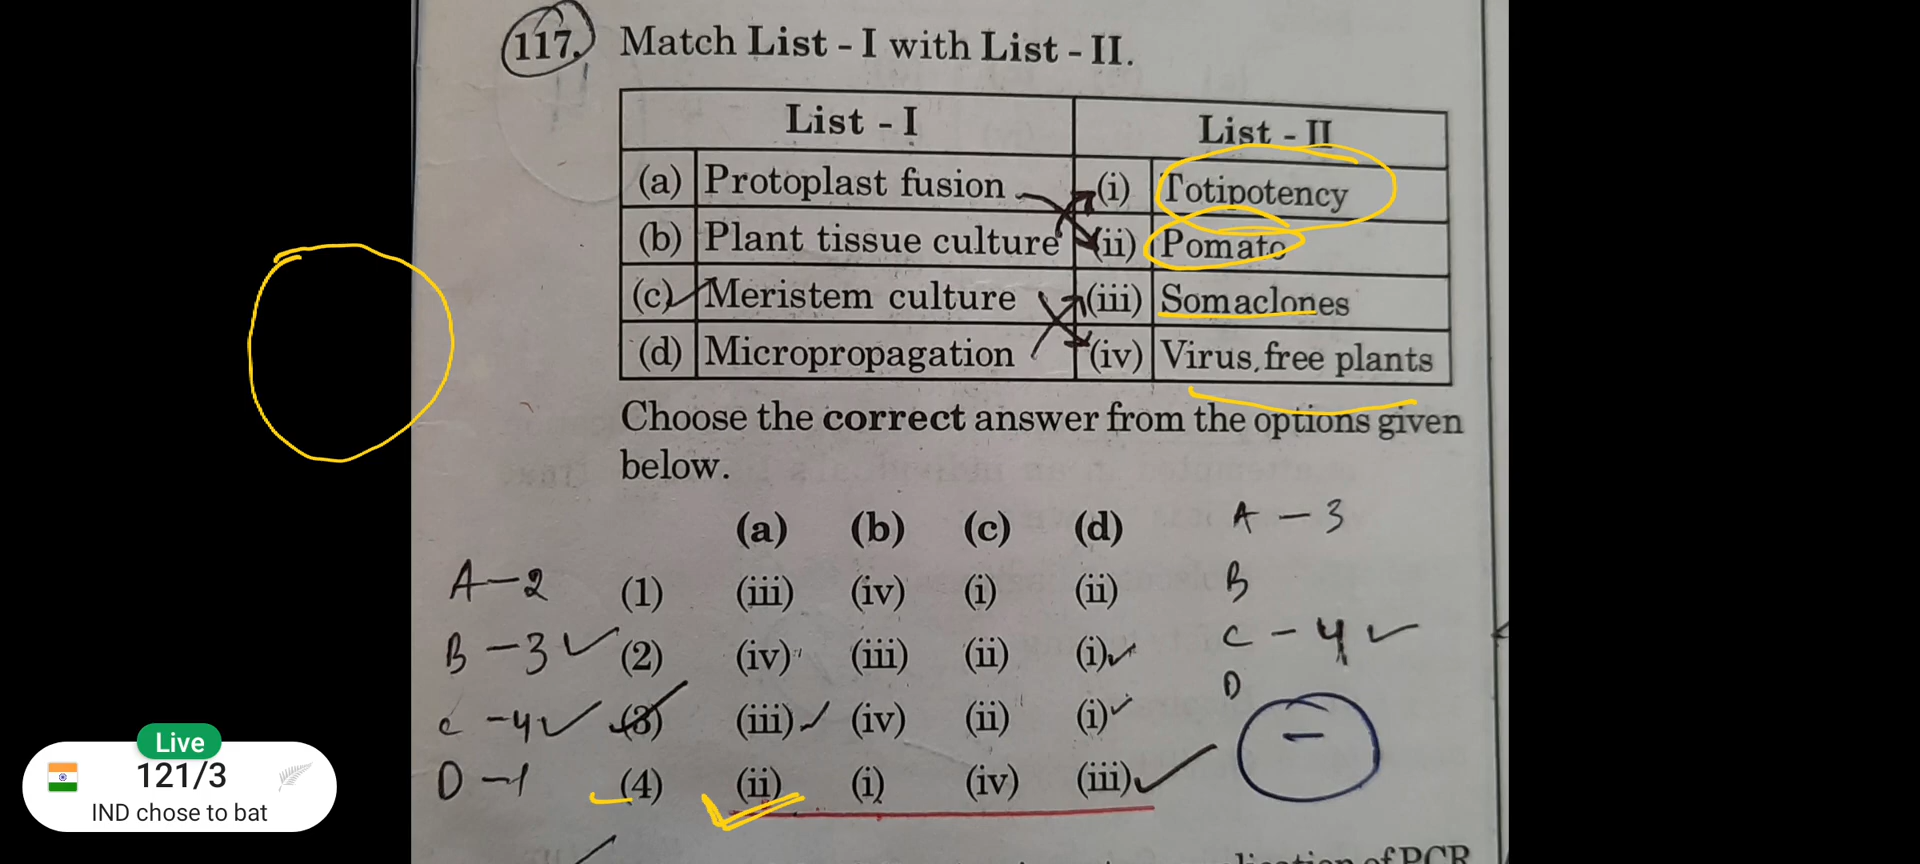 117. Match List - I with List - II.
List - I List - II
(a) Protoplast fusion (i) Totipotency
(b) Plant tissue culture (ii) Pomato
(c) Meristem culture (iii) Somaclones
(d) Micropropagation (iv) Virus free plants
Choose the correct answer from the options given
below.
(a) (b) (c) (d) A - 3
A - 2 (1) (iii) (iv) (i) (ii) B
B - 3 (2) (iv) (iii) (ii) (i) C - 4
C - 4 (3) (iii) (iv) (ii) (i) D
D - 1 (4) (ii) (i) (iv) (iii)
Live
121/3
IND chose to bat
of PCR